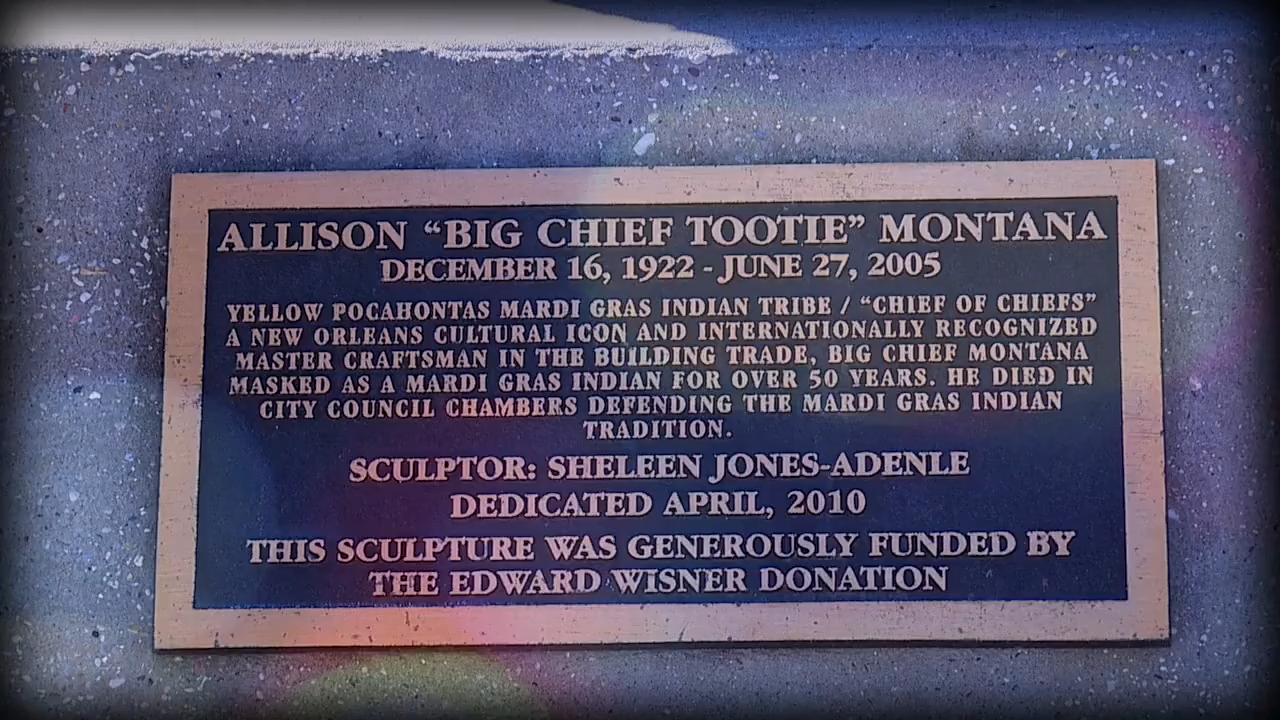 ALLISON “BIG CHIEF TOOTIE” MONTANA
DECEMBER 16, 1922 - JUNE 27, 2005
YELLOW POCAHONTAS MARDI GRAS INDIAN TRIBE / “CHIEF OF CHIEFS”
A NEW ORLEANS CULTURAL ICON AND INTERNATIONALLY RECOGNIZED
MASTER CRAFTSMAN IN THE BUILDING TRADE, BIG CHIEF MONTANA
MASKED AS A MARDI GRAS INDIAN FOR OVER 50 YEARS. HE DIED IN
CITY COUNCIL CHAMBERS DEFENDING THE MARDI GRAS INDIAN
TRADITION.
SCULPTOR: SHELEEN JONES-ADENLE
DEDICATED APRIL, 2010
THIS SCULPTURE WAS GENEROUSLY FUNDED BY
THE EDWARD WISNER DONATION